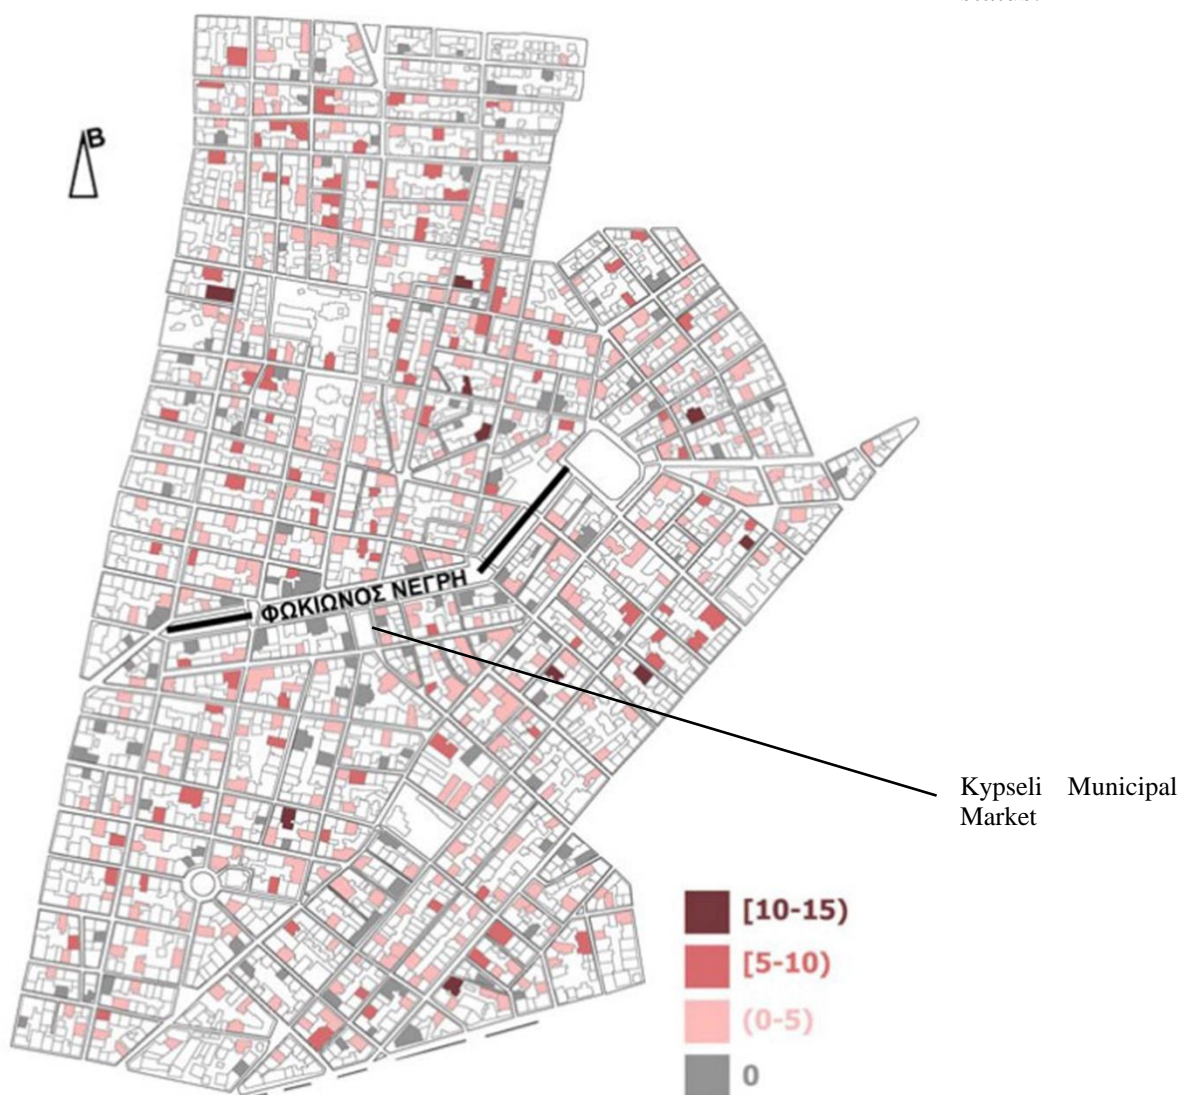 B
ΦΩΚΙΩΝΟΣ ΝΕΓΡΗ
Kypseli Municipal
Market
[10-15)
[5-10)
(0-5)
0